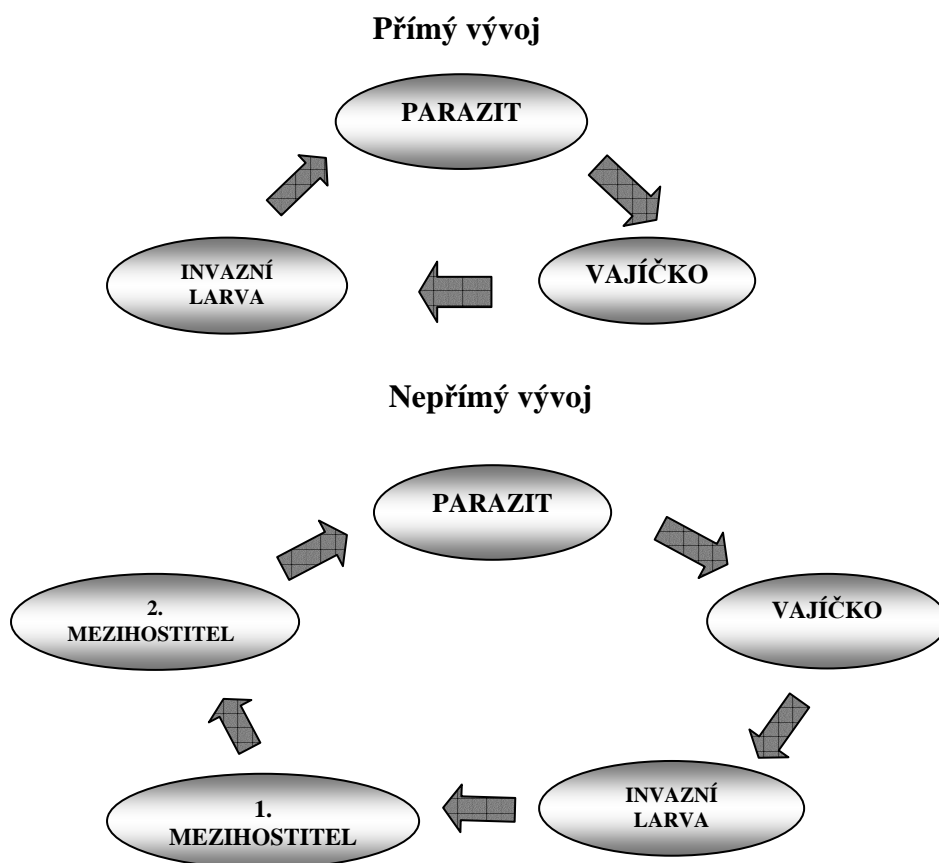 Přímý vývoj
PARAZIT
INVAZNÍ
LARVA
VAJÍČKO
Nepřímý vývoj
PARAZIT
2.
MEZIHOSTITEL
VAJÍČKO
1.
MEZIHOSTITEL
INVAZNÍ
LARVA